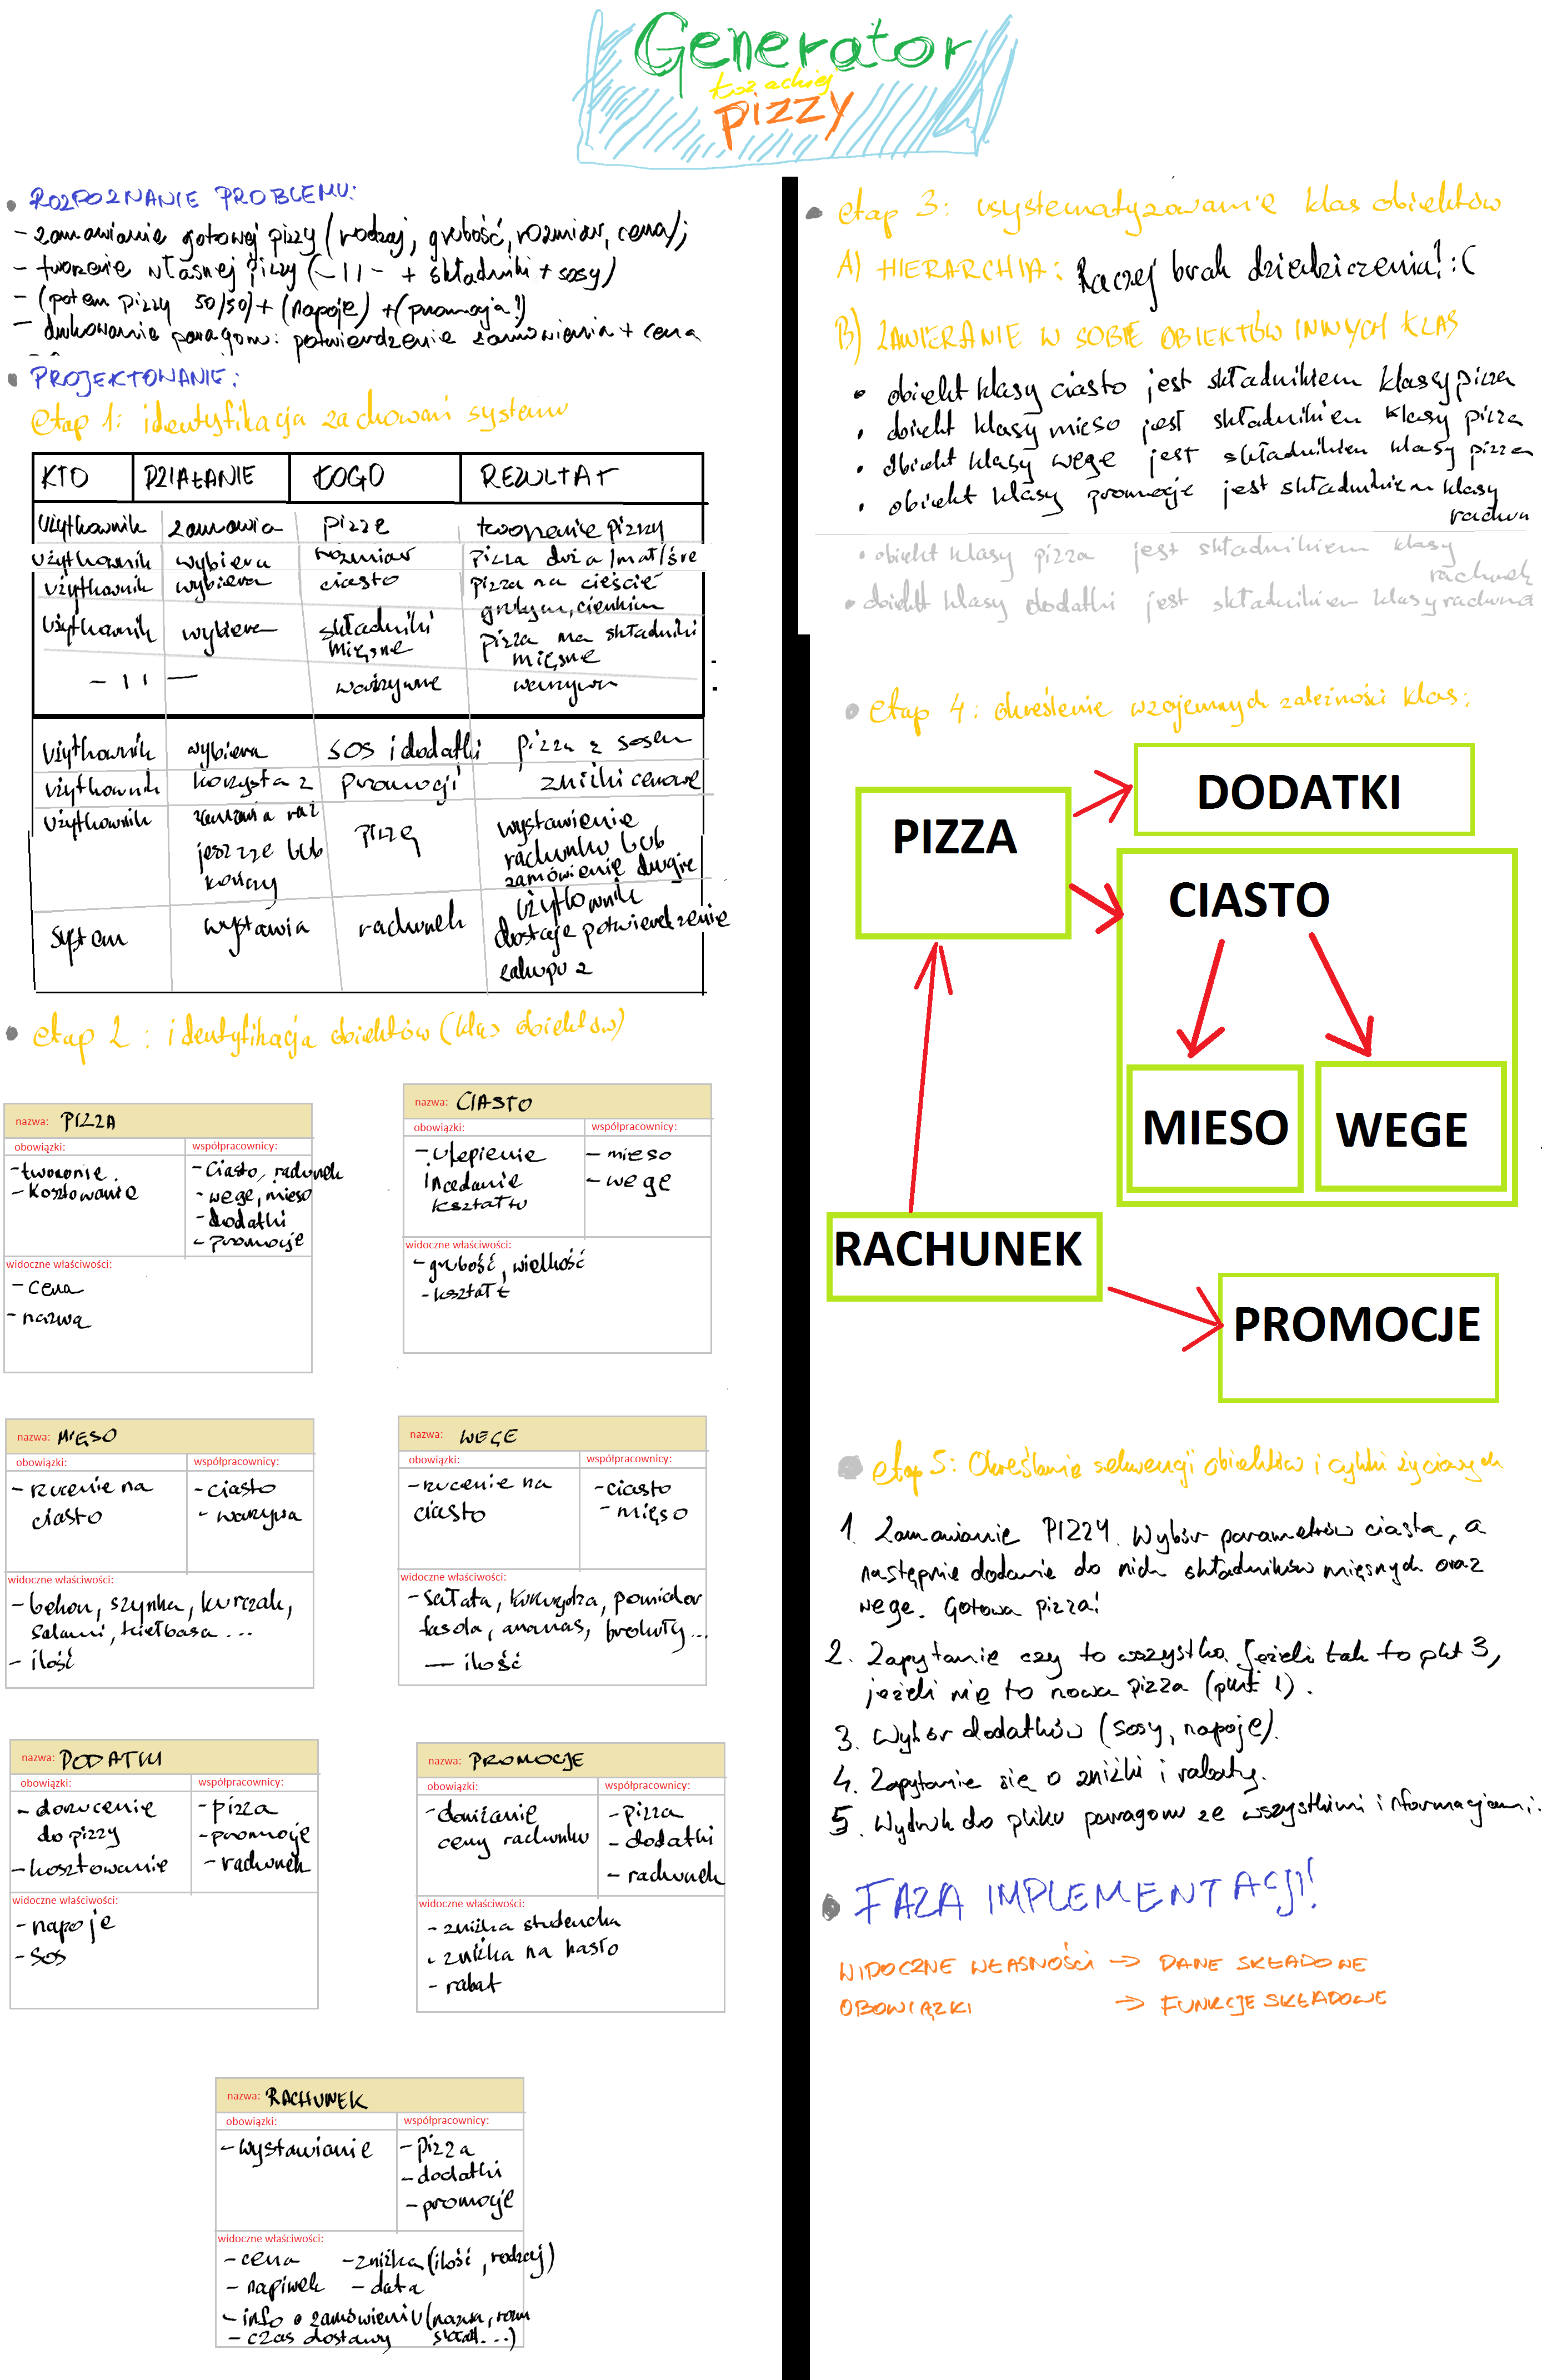 Generator
pizzy
ROZPOZNANIE PROBLEMU:
- zamawianie gotowej pizzy (rodzaj, grubość, rozmiar, cena);
- tworzenie własnej pizzy (-11- + składniki + sosy)
- (potem pizzy 50/50) + (napoje) + (promocja!)
- drukowanie paragonu: potwierdzenie zamówienia + cena
PROJEKTOWANIE:
etap 1: identyfikacja zachowań systemu
KTO DZIAŁANIE KOGO REZULTAT
Użytkownik zamawia pizze tworzenie pizzy
Użytkownik wybiera rozmiar pizza duża/mał/śre
Użytkownik wybiera ciasto pizza na cieście
grubym, cienkim
Użytkownik wybiera składniki mięsne pizza ma składniki mięsne
- 11 - warzywne warzywa
Użytkownik wybiera sos i dodatki pizza z sosem
Użytkownik korzysta z promocji zniżki cenowe
Użytkownik zamawia raz
jeszcze lub
kończy
pizzę
wystawienie
rachunku lub
zamówienie drugie
System wystawia rachunek
użytkownik
dostaje potwierdzenie
zakupu z
etap 2: identyfikacja obiektów (klas obiektów)
nazwa: PIZZA
obowiązki:
- tworzenie.
- kosztowanie
współpracownicy:
- ciasto, rachunek
- wege, mieso
- dodatki
- promocje
widoczne właściwości:
- cena
- nazwa
nazwa: CIASTO
obowiązki:
- ulepienie
i nadanie
kształtu
współpracownicy:
- mieso
- wege
widoczne właściwości:
- grubość, wielkość
- kształt
nazwa: MIĘSO
obowiązki:
- rzucenie na
ciasto
współpracownicy:
- ciasto
- warzywa
widoczne właściwości:
- bekon, szynka, kurczak,
salami, kiełbasa ...
- ilość
nazwa: WEGE
obowiązki:
- rzucenie na
ciasto
współpracownicy:
- ciasto
- mięso
widoczne właściwości:
- sałata, kukurydza, pomidor
fasola, ananas, brokuły...
- ilość
nazwa: DODATKI
obowiązki:
- dorzucenie
do pizzy
- kosztowanie
współpracownicy:
- pizza
- promocje
- rachunek
widoczne właściwości:
- napoje
- sos
nazwa: PROMOCJE
obowiązki:
- zaniżanie
ceny rachunku
współpracownicy:
- pizza
- dodatki
- rachunek
widoczne właściwości:
- zniżka studencka
- zniżka na hasło
- rabat
nazwa: RACHUNEK
obowiązki:
- wystawianie
współpracownicy:
- pizza
- dodatki
- promocje
widoczne właściwości:
- cena - zniżka (ilość, rodzaj)
- napiwek - data
- info o zamówieniu (nazwa, rozm
- czas dostawy skład...)
etap 3: usystematyzowanie klas obiektów
A) HIERARCHIA: Raczej brak dziedziczenia! :(
B) ZAWIERANIE W SOBIE OBIEKTÓW INNYCH KLAS
• obiekt klasy ciasto jest składnikiem klasy pizza
• obiekt klasy mieso jest składnikiem klasy pizza
• obiekt klasy wege jest składnikiem klasy pizza
• obiekt klasy promocje jest składnikiem klasy
rachun
• obiekt klasy pizza jest składnikiem klasy
rachunek
• obiekt klasy dodatki jest składnikiem klasy rachunek
etap 4: określenie wzajemnych zależności klas:
DODATKI
PIZZA
CIASTO
MIESO WEGE
RACHUNEK
PROMOCJE
etap 5: Określanie sekwencji obiektów i cykli życiowych
1. Zamawianie PIZZY. Wybór parametrów ciasta, a
następnie dodanie do nich składników mięsnych oraz
wege. Gotowa pizza!
2. Zapytanie czy to wszystko. Jeżeli tak to pkt 3,
jeżeli nie to nowa pizza (punkt 1).
3. Wybór dodatków (sosy, napoje).
4. Zapytanie się o zniżki i rabaty.
5. Wydruk do pliku paragonu ze wszystkimi informacjami.
FAZA IMPLEMENTACJI!
WIDOCZNE WŁASNOŚCI → DANE SKŁADOWE
OBOWIĄZKI → FUNKCJE SKŁADOWE